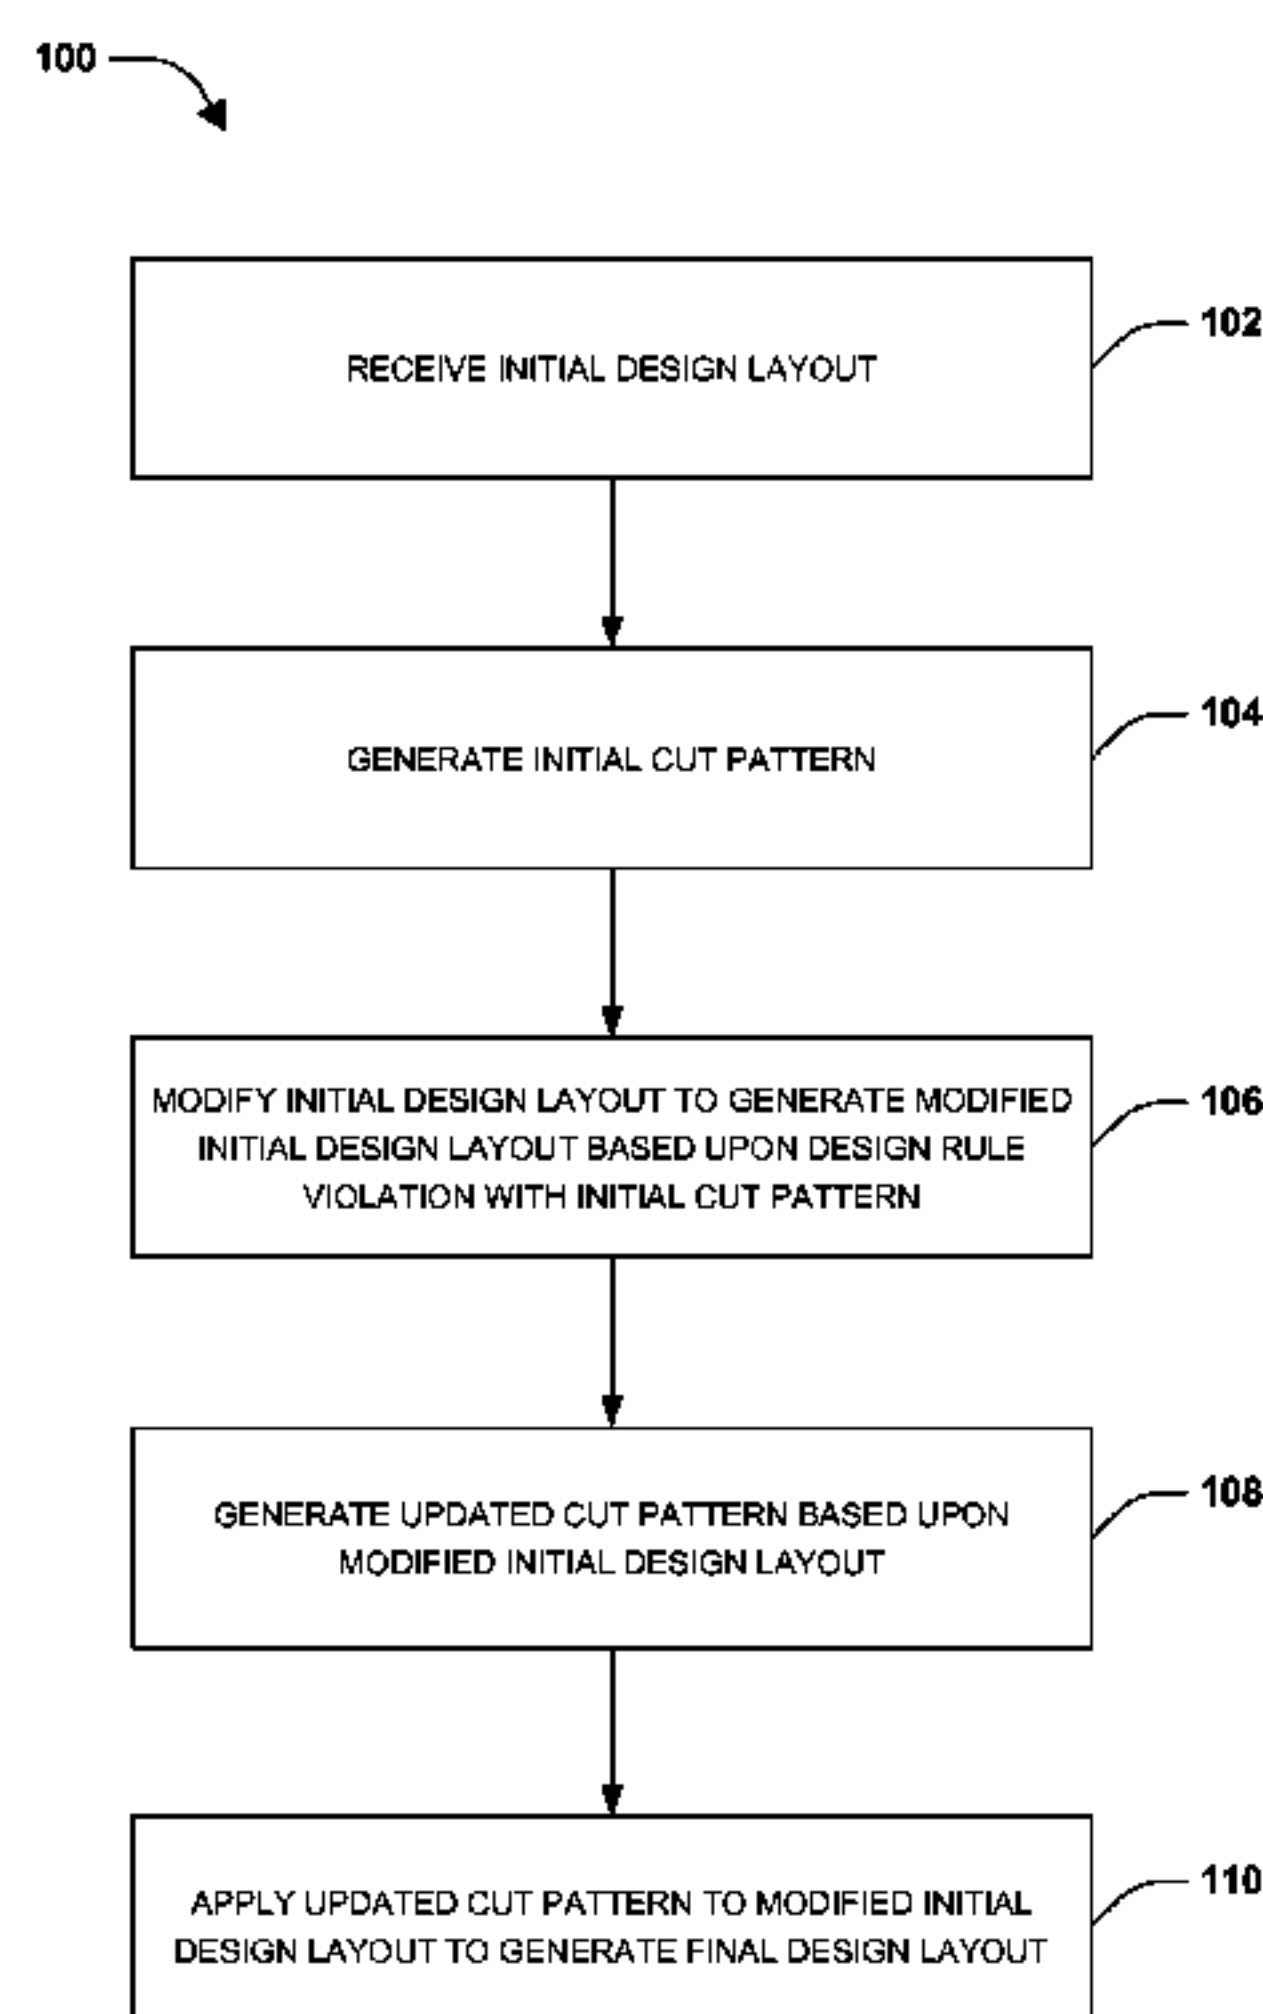 100
RECEIVE INITIAL DESIGN LAYOUT
102
GENERATE INITIAL CUT PATTERN
104
MODIFY INITIAL DESIGN LAYOUT TO GENERATE MODIFIED
INITIAL DESIGN LAYOUT BASED UPON DESIGN RULE
VIOLATION WITH INITIAL CUT PATTERN
106
GENERATE UPDATED CUT PATTERN BASED UPON
MODIFIED INITIAL DESIGN LAYOUT
108
APPLY UPDATED CUT PATTERN TO MODIFIED INITIAL
DESIGN LAYOUT TO GENERATE FINAL DESIGN LAYOUT
110